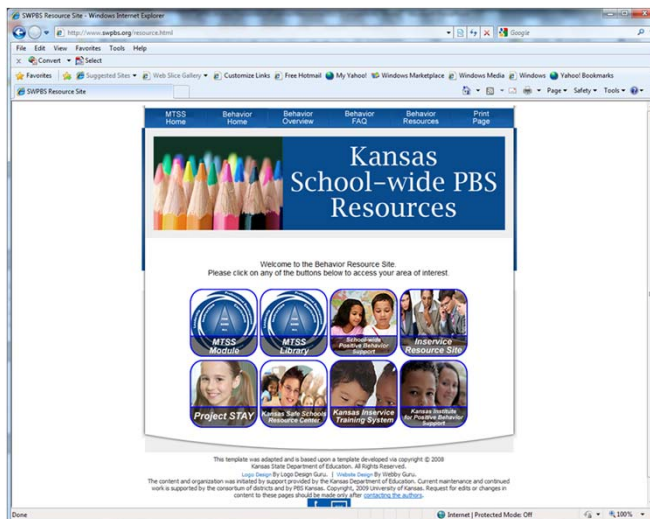 SWPBS Resource Site - Windows Internet Explorer
http://www.swpbs.org/resource.html
Google
File Edit View Favorites Tools Help
Convert Select
Favorites Suggested Sites Web Slice Gallery Customize Links Free Hotmail My Yahoo! Windows Marketplace Windows Media Windows Yahoo! Bookmarks
SWPBS Resource Site
Page Safety Tools
MTSS Home
Behavior Home
Behavior Overview
Behavior FAQ
Behavior Resources
Print Page
Kansas
School-wide PBS
Resources
Welcome to the Behavior Resource Site.
Please click on any of the buttons below to access your area of interest.
MTSS
Module
MTSS
Library
School-wide
Positive Behavior
Support
Inservice
Resource Site
Project STAY
Kansas Safe Schools
Resource Center
Kansas Inservice
Training System
Kansas Institute
for Positive Behavior
Support
This template was adapted and is based upon a template developed via copyright © 2008
Kansas State Department of Education. All Rights Reserved.
Logo Design By Logo Design Guru. | Website Design By Webby Guru.
The content and organization was initiated by support provided by the Kansas Department of Education. Current maintenance and continued
work is supported by the consortium of districts and by PBS Kansas. Copyright, 2009 University of Kansas. Request for edits or changes in
content to these pages should be made only after contacting the authors.
Done
Internet | Protected Mode: Off
100%